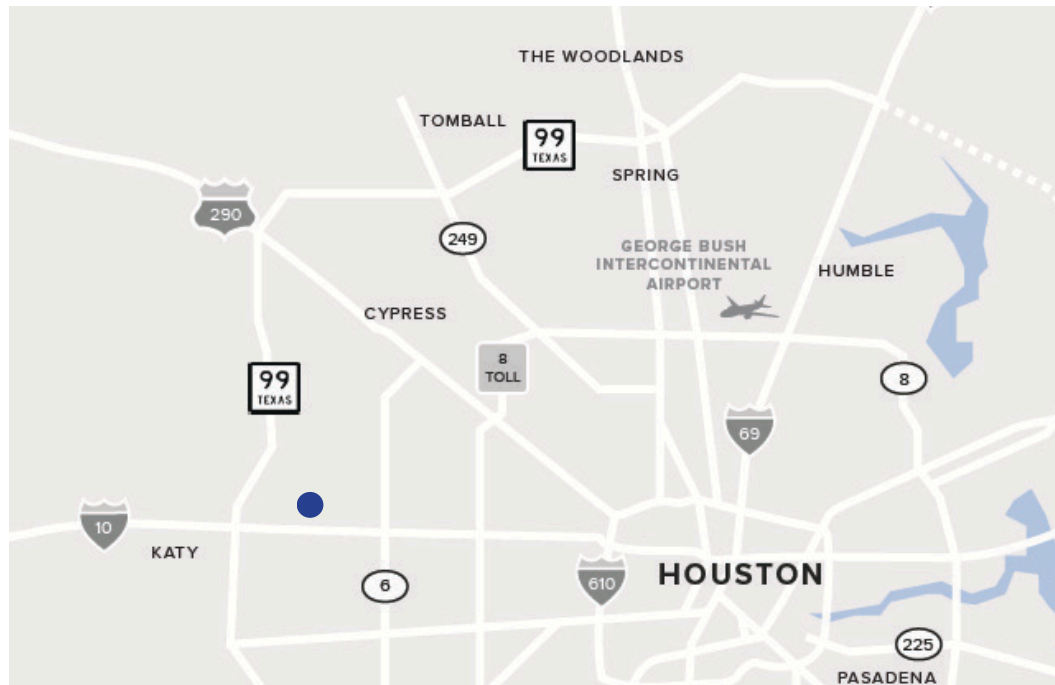 THE WOODLANDS
TOMBALL
99
TEXAS
SPRING
290
249
GEORGE BUSH
INTERCONTINENTAL
AIRPORT
HUMBLE
CYPRESS
8
TOLL
99
TEXAS
8
69
10
KATY
6
610
HOUSTON
225
PASADENA